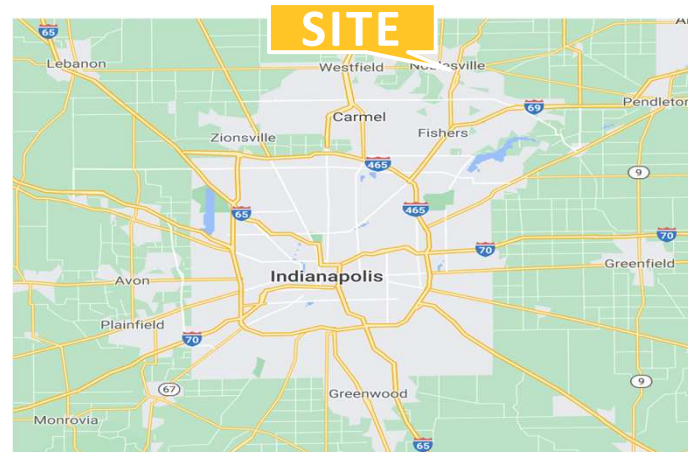 SITE
65
Lebanon
Westfield
Noblesville
Pendleton
69
Carmel
Fishers
Zionsville
465
9
65
465
70
70
Indianapolis
Greenfield
Avon
Plainfield
70
67
9
Greenwood
Monrovia
65